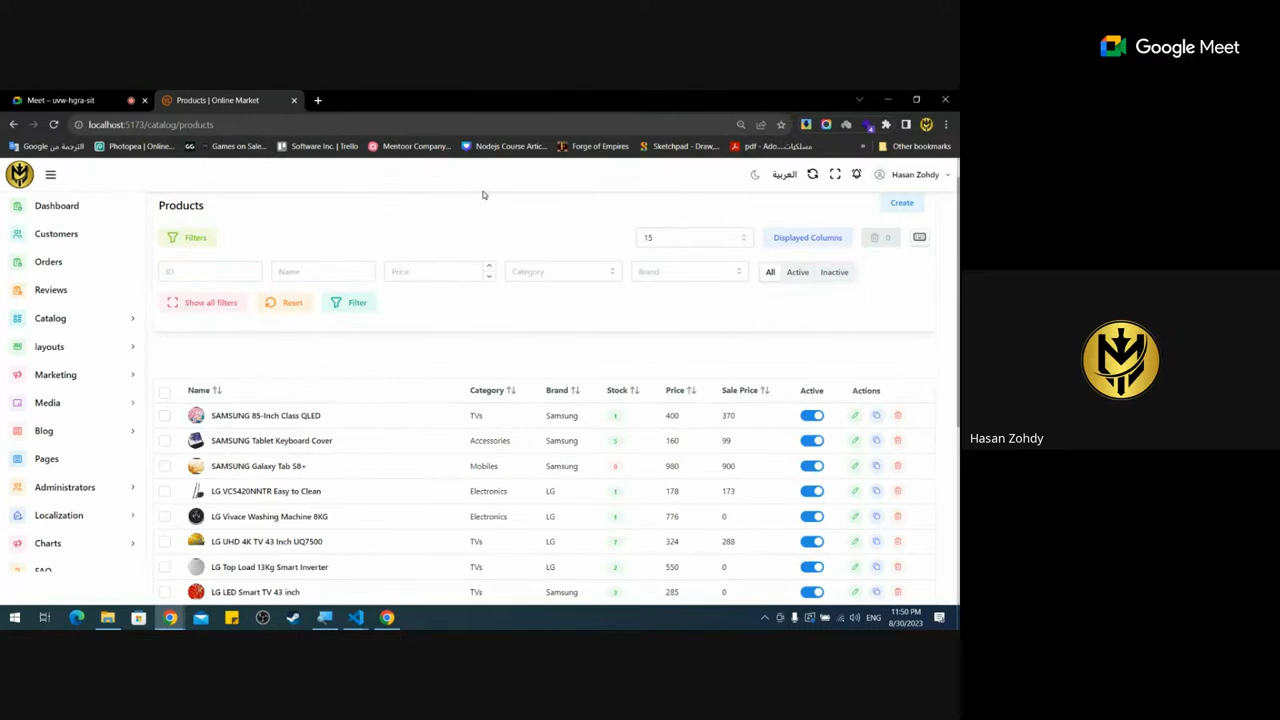 Google Meet
Meet – uvw-hgra-sit
Products | Online Market
localhost:5173/catalog/products
الترجمة من Google
Photopea | Online...
GG
Games on Sale...
Software Inc. | Trello
Mentoor Company...
Nodejs Course Artic...
Forge of Empires
Sketchpad - Draw,...
مسلكيات.pdf - Ado...
»
Other bookmarks
العربية
Hasan Zohdy
Dashboard
Customers
Orders
Reviews
Catalog
layouts
Marketing
Media
Blog
Pages
Administrators
Localization
Charts
FAQ
Products
Create
Filters
15
Displayed Columns
0
ID
Name
Price
Category
Brand
All
Active
Inactive
Show all filters
Reset
Filter
Name Category Brand Stock Price Sale Price Active Actions
SAMSUNG 85-Inch Class QLED TVs Samsung 1 400 370
SAMSUNG Tablet Keyboard Cover Accessories Samsung 5 160 99
SAMSUNG Galaxy Tab S8+ Mobiles Samsung 0 980 900
LG VC5420NNTR Easy to Clean Electronics LG 1 178 173
LG Vivace Washing Machine 8KG Electronics LG 1 776 0
LG UHD 4K TV 43 Inch UQ7500 TVs LG 7 324 288
LG Top Load 13Kg Smart Inverter TVs LG 2 550 0
LG LED Smart TV 43 inch TVs Samsung 3 285 0
ENG
11:50 PM
8/30/2023
Hasan Zohdy